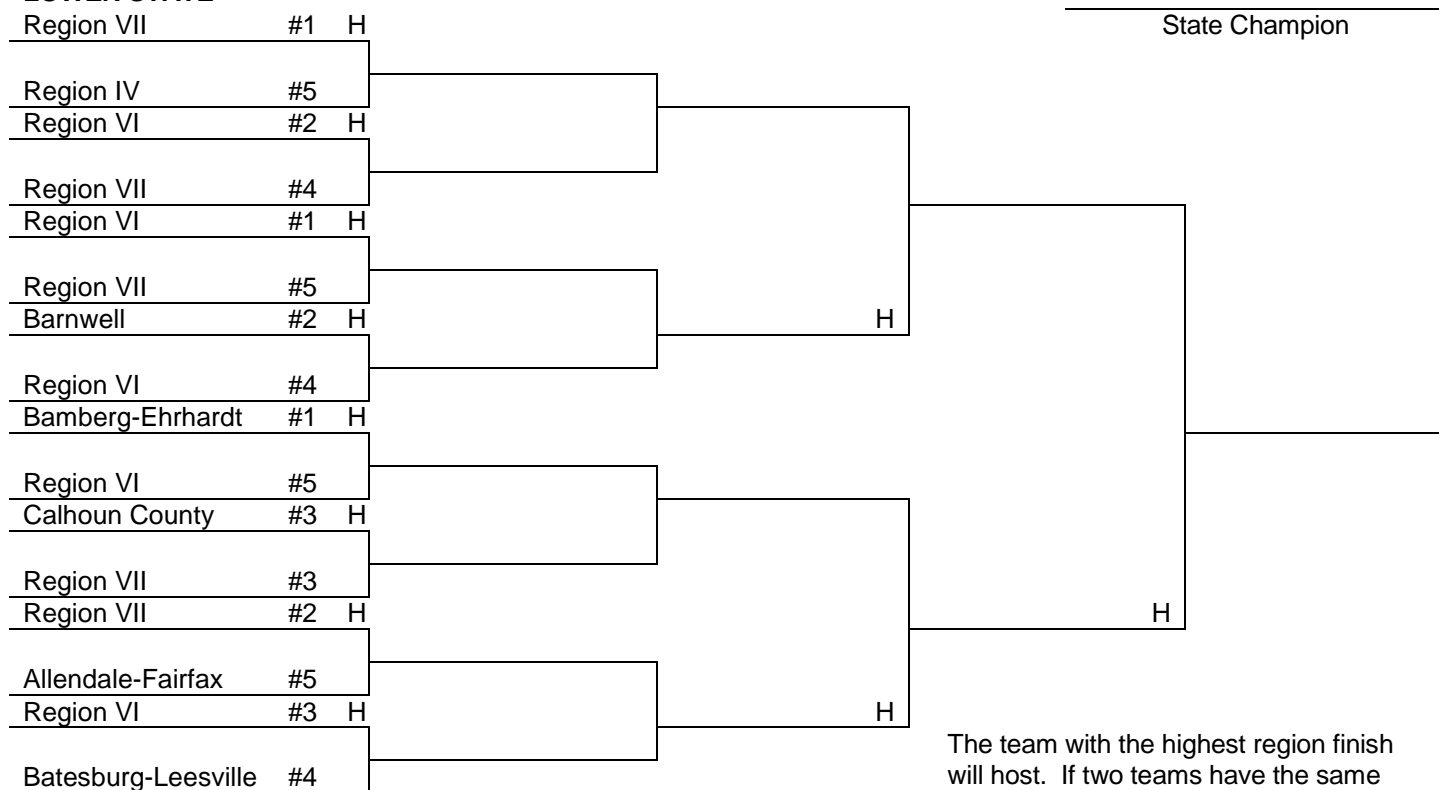 Region VII #1 H
State Champion
Region IV #5
Region VI #2 H
Region VII #4
Region VI #1 H
Region VII #5
Barnwell #2 H
H
Region VI #4
Bamberg-Ehrhardt #1 H
Region VI #5
Calhoun County #3 H
Region VII #3
Region VII #2 H
H
Allendale-Fairfax #5
Region VI #3 H
H
The team with the highest region finish
Batesburg-Leesville #4
will host. If two teams have the same